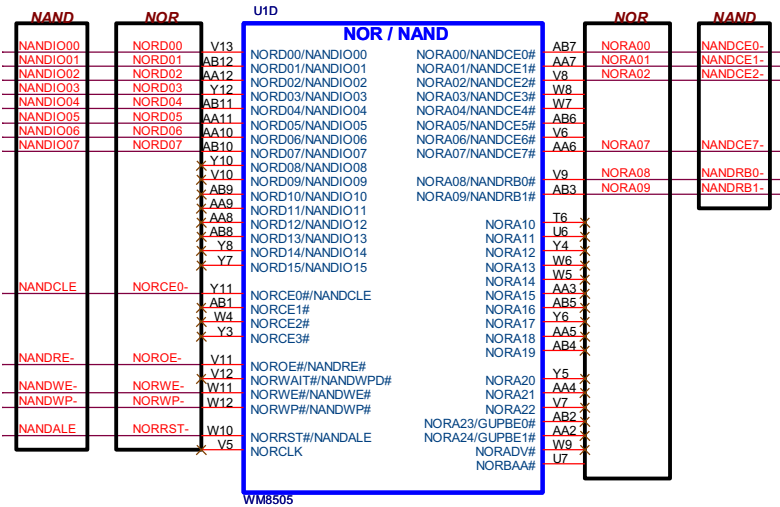 NAND NOR U1D NOR NAND
NOR / NAND
NANDIO00 NORD00 V13 NORD00/NANDIO00 NORA00/NANDCE0# AB7 NORA00 NANDCE0-
NANDIO01 NORD01 AB12 NORD01/NANDIO01 NORA01/NANDCE1# AA7 NORA01 NANDCE1-
NANDIO02 NORD02 AA12 NORD02/NANDIO02 NORA02/NANDCE2# V8 NORA02 NANDCE2-
NANDIO03 NORD03 Y12 NORD03/NANDIO03 NORA03/NANDCE3# W8
NANDIO04 NORD04 AB11 NORD04/NANDIO04 NORA04/NANDCE4# W7
NANDIO05 NORD05 AA11 NORD05/NANDIO05 NORA05/NANDCE5# AB6
NANDIO06 NORD06 AA10 NORD06/NANDIO06 NORA06/NANDCE6# V6
NANDIO07 NORD07 AB10 NORD07/NANDIO07 NORA07/NANDCE7# AA6 NORA07 NANDCE7-
Y10 NORD08/NANDIO08
V10 NORD09/NANDIO09 NORA08/NANDRB0# V9 NORA08 NANDRB0-
AB9 NORD10/NANDIO10 NORA09/NANDRB1# AB3 NORA09 NANDRB1-
AA9 NORD11/NANDIO11
AA8 NORD12/NANDIO12 NORA10 T6
AB8 NORD13/NANDIO13 NORA11 U6
Y8 NORD14/NANDIO14 NORA12 Y4
Y7 NORD15/NANDIO15 NORA13 W6
NORA14 W5
NANDCLE NORCE0- Y11 NORCE0#/NANDCLE NORA15 AA3
AB1 NORCE1# NORA16 AB5
W4 NORCE2# NORA17 Y6
Y3 NORCE3# NORA18 AA5
NORA19 AB4
NANDRE- NOROE- V11 NOROE#/NANDRE#
V12 NORWAIT#/NANDWPD# NORA20 Y5
NANDWE- NORWE- W11 NORWE#/NANDWE# NORA21 AA4
NANDWP- NORWP- W12 NORWP#/NANDWP# NORA22 V7
NORA23/GUPBE0# AB2
NANDALE NORRST- W10 NORRST#/NANDALE NORA24/GUPBE1# AA2
V5 NORCLK NORADV# W9
NORBAA# U7
WM8505